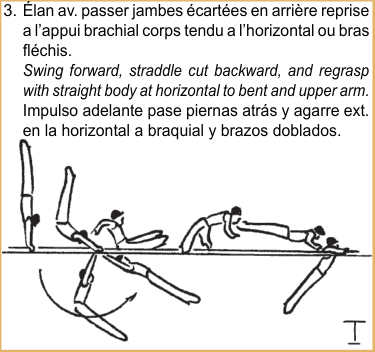 3. Élan av. passer jambes écartées en arrière reprise
a l'appui brachial corps tendu a l'horizontal ou bras
fléchis.
Swing forward, straddle cut backward, and regrasp
with straight body at horizontal to bent and upper arm.
Impulso adelante pase piernas atrás y agarre ext.
en la horizontal a braquial y brazos doblados.
T